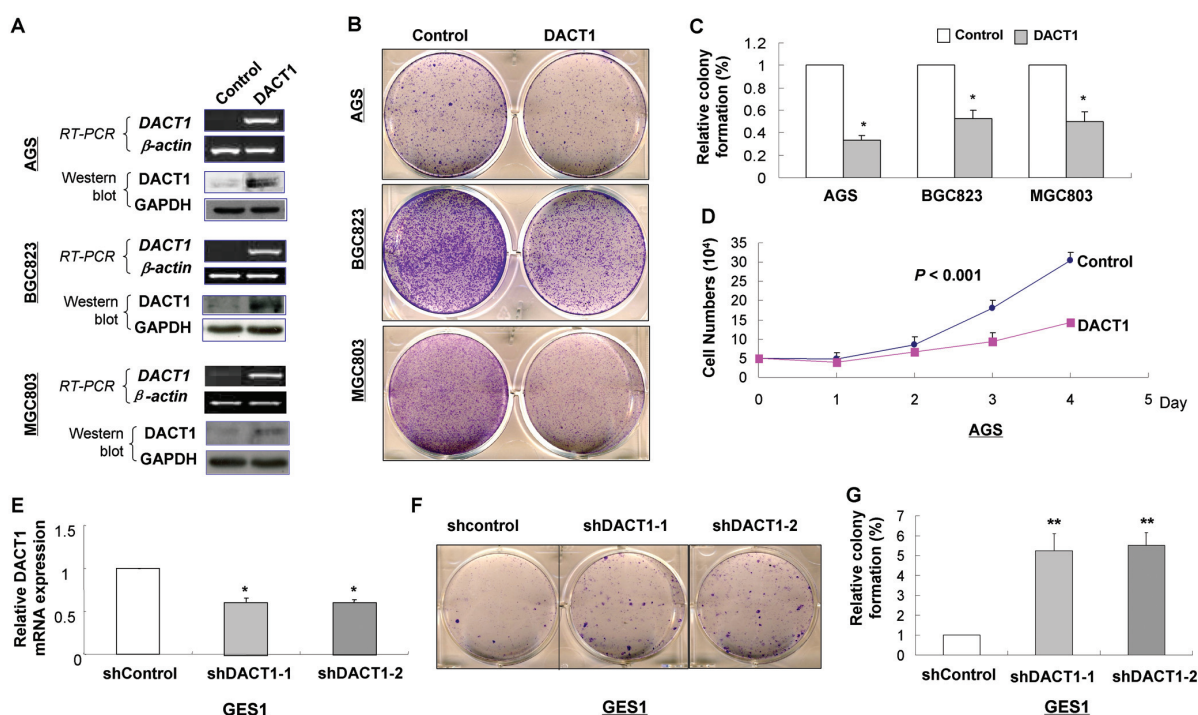 A
Control
DACT1
AGS
RT-PCR
DACT1
β-actin
Western blot
DACT1
GAPDH
BGC823
RT-PCR
DACT1
β-actin
Western blot
DACT1
GAPDH
MGC803
RT-PCR
DACT1
β-actin
Western blot
DACT1
GAPDH
B
Control DACT1
AGS
BGC823
MGC803
C
Control DACT1
Relative colony
formation (%)
1.2
1
0.8
0.6
0.4
0.2
0
*
*
*
AGS BGC823 MGC803
D
Cell Numbers (10⁴)
35
30
25
20
15
10
5
0
P < 0.001
Control
DACT1
0 1 2 3 4 5 Day
AGS
E
Relative DACT1
mRNA expression
1.5
1
0.5
0
*
*
shControl shDACT1-1 shDACT1-2
GES1
F
shcontrol shDACT1-1 shDACT1-2
GES1
G
Relative colony
formation (%)
7
6
5
4
3
2
1
0
**
**
shControl shDACT1-1 shDACT1-2
GES1